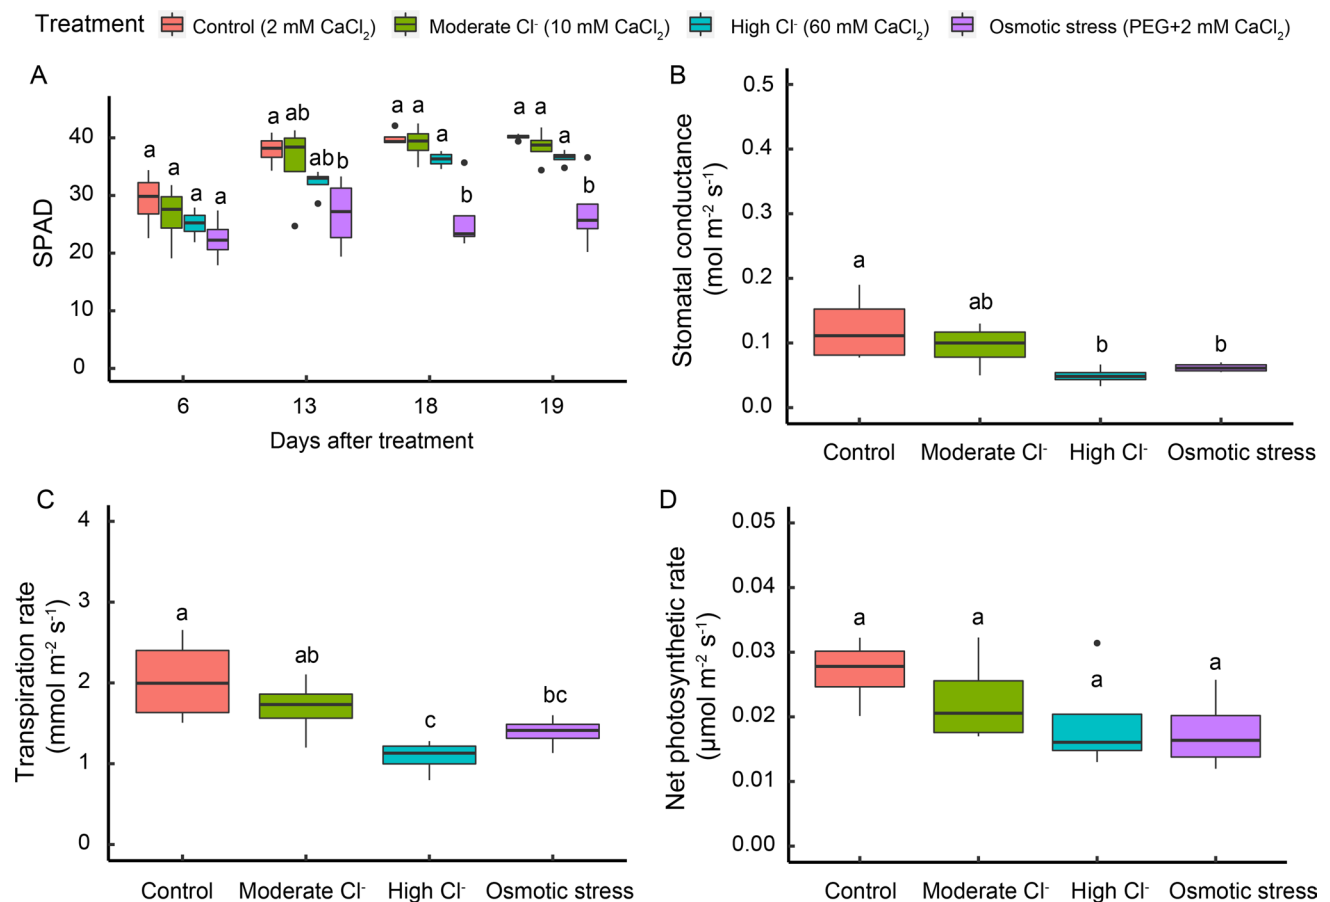 Treatment Control (2 mM CaCl₂) Moderate Cl⁻ (10 mM CaCl₂) High Cl⁻ (60 mM CaCl₂) Osmotic stress (PEG+2 mM CaCl₂)
A
SPAD
40
30
20
10
0
a a a a
a ab ab b
a a a b
a a a b
6 13 18 19
Days after treatment
B
Stomatal conductance
(mol m⁻² s⁻¹)
0.5
0.4
0.3
0.2
0.1
0.0
a ab b b
Control Moderate Cl⁻ High Cl⁻ Osmotic stress
C
Transpiration rate
(mmol m⁻² s⁻¹)
4
3
2
1
0
a ab c bc
Control Moderate Cl⁻ High Cl⁻ Osmotic stress
D
Net photosynthetic rate
(µmol m⁻² s⁻¹)
0.05
0.04
0.03
0.02
0.01
0.00
a a a a
Control Moderate Cl⁻ High Cl⁻ Osmotic stress